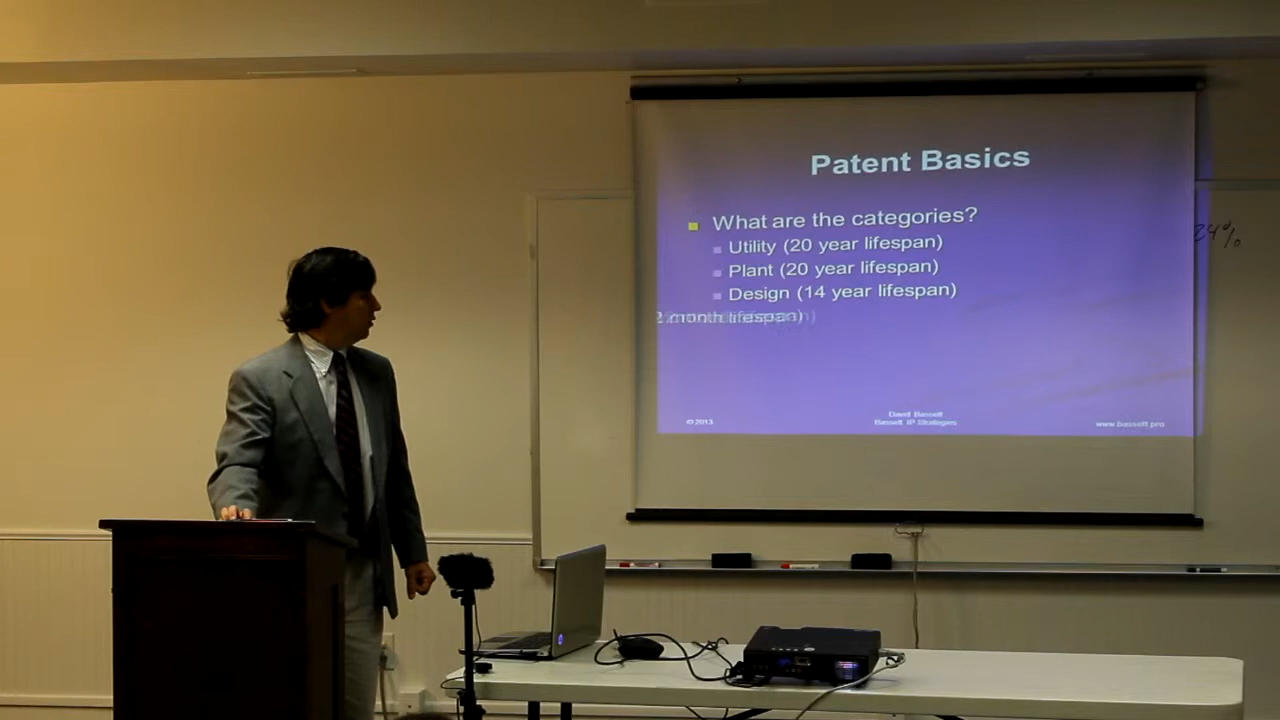 Patent Basics
What are the categories?
Utility (20 year lifespan)
Plant (20 year lifespan)
Design (14 year lifespan)
month lifespan)
24%
© 2013
David Bassett
Bassett IP Strategies
www.bassett.pro